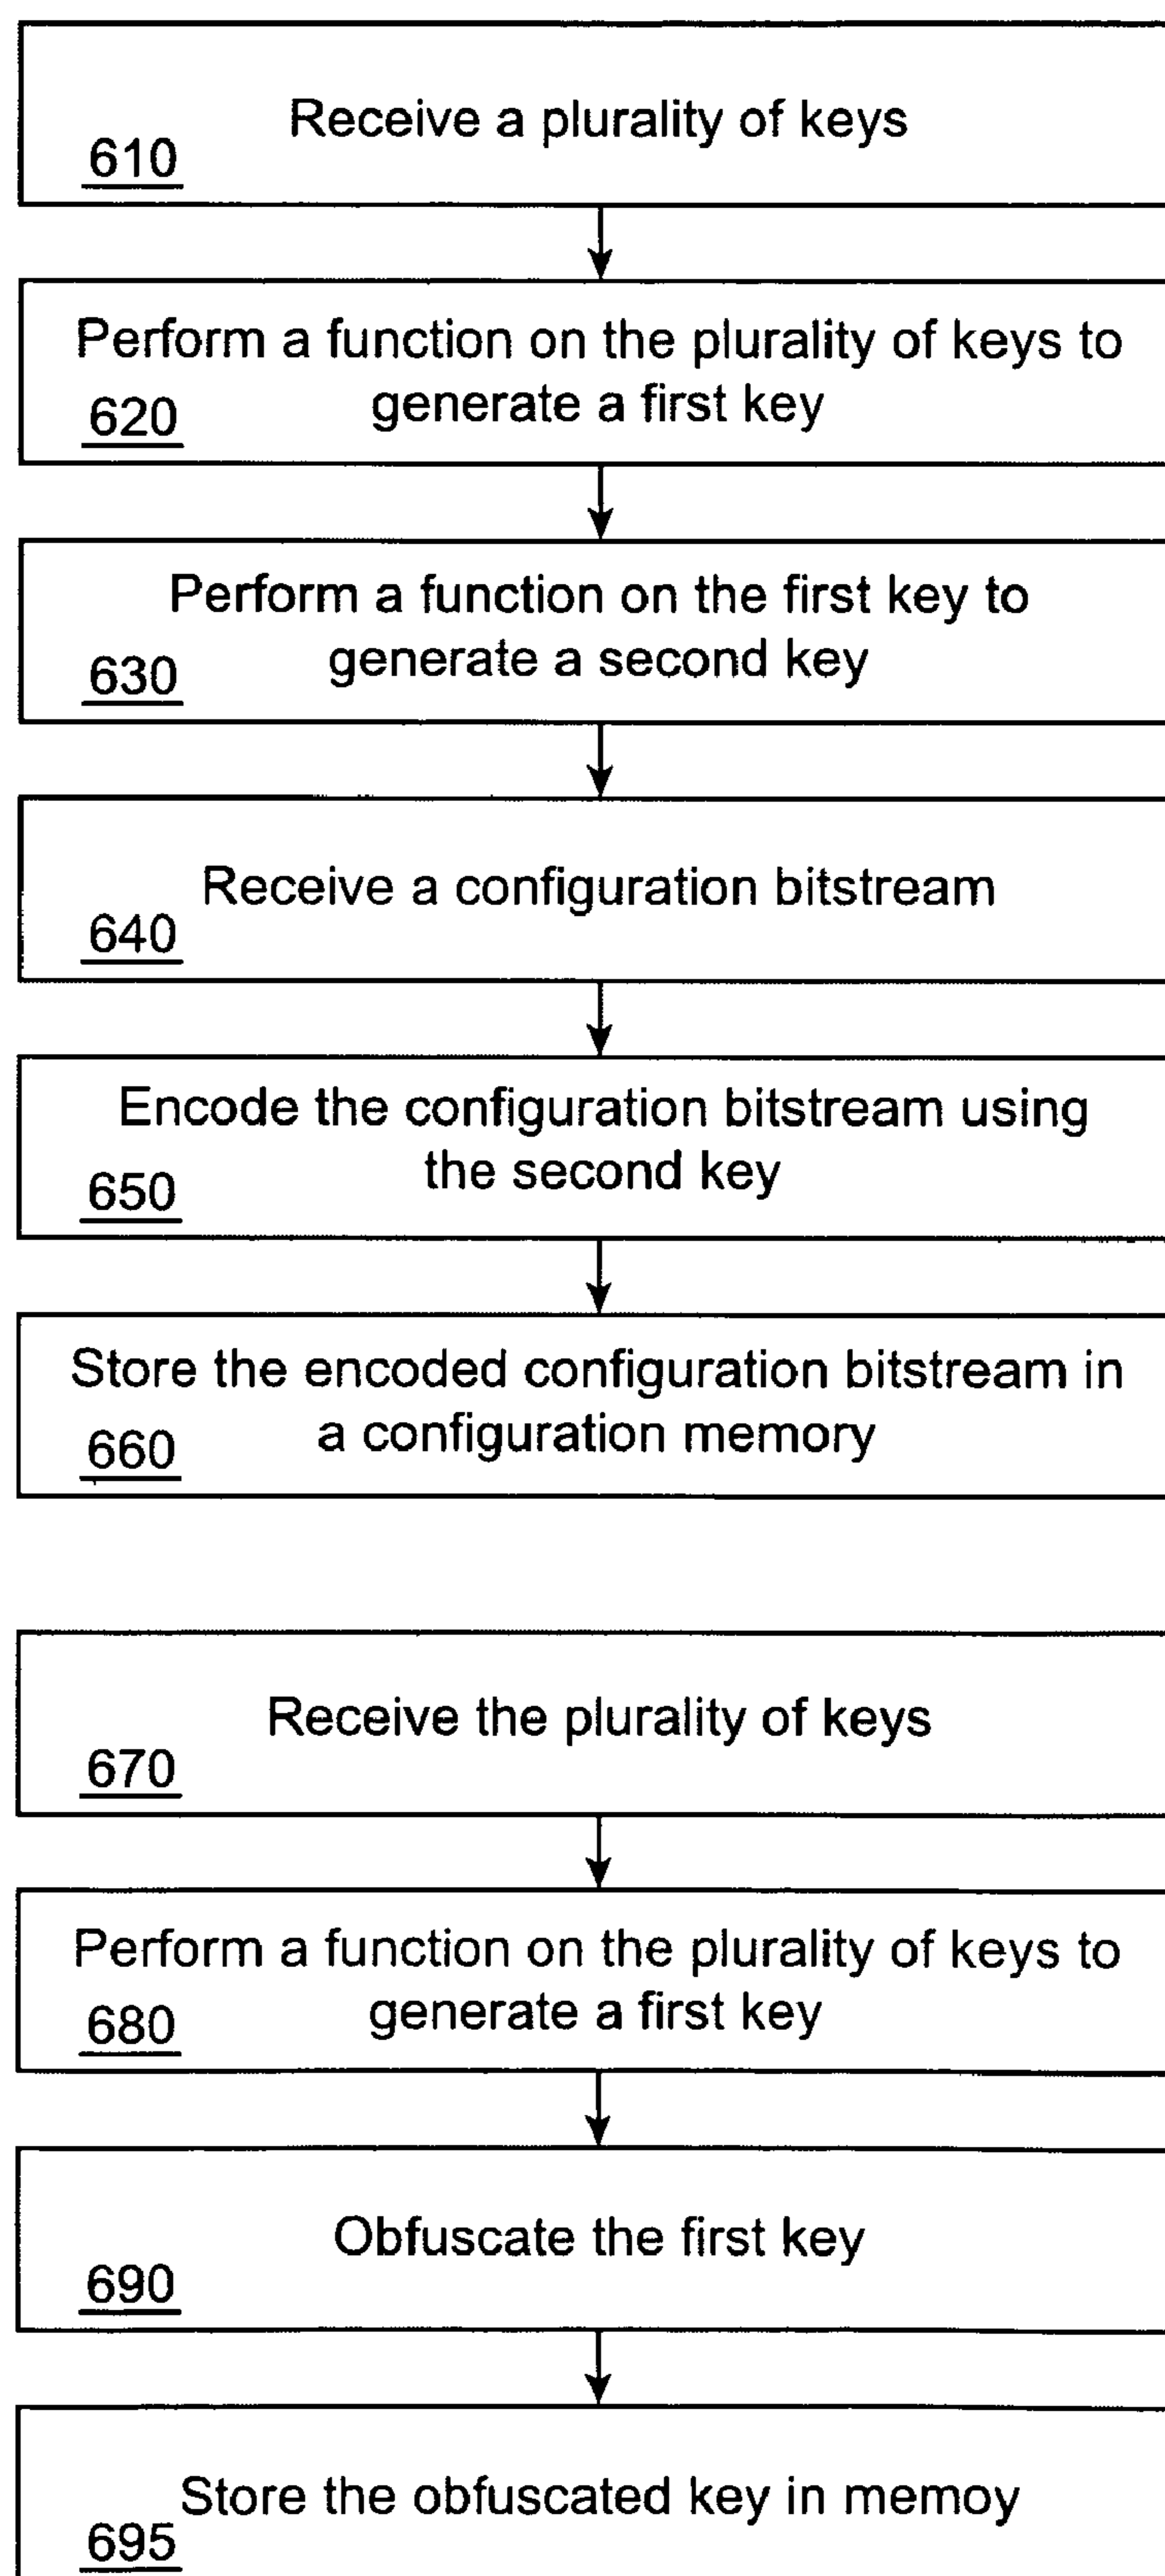 Receive a plurality of keys
610
Perform a function on the plurality of keys to
generate a first key
620
Perform a function on the first key to
generate a second key
630
Receive a configuration bitstream
640
Encode the configuration bitstream using
the second key
650
Store the encoded configuration bitstream in
a configuration memory
660
Receive the plurality of keys
670
Perform a function on the plurality of keys to
generate a first key
680
Obfuscate the first key
690
Store the obfuscated key in memoy
695